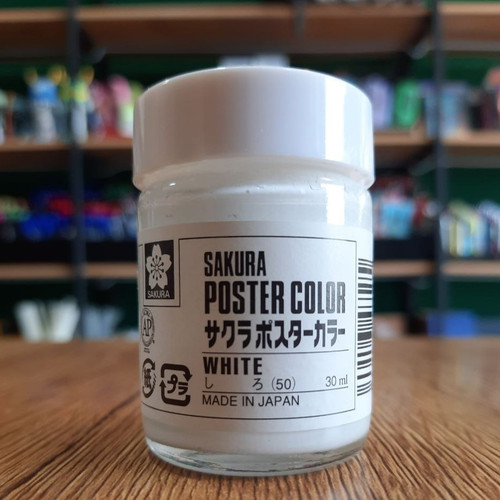 SAKURA
POSTER COLOR
サクラポスターカラー
WHITE
しろ(50) 30 ml
MADE IN JAPAN
SAKURA
AP
紙
プラ